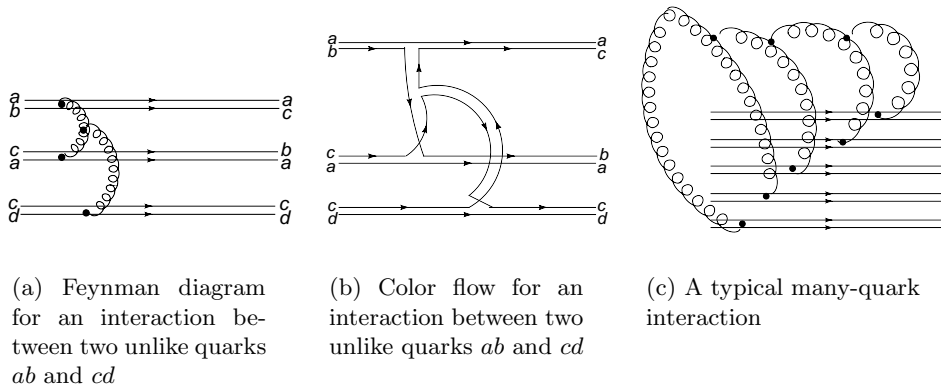 a
b
a
c
c
a
b
a
c
d
c
d
(a) Feynman diagram
for an interaction be-
tween two unlike quarks
ab and cd
a
b
a
c
c
a
b
a
c
d
c
d
(b) Color flow for an
interaction between two
unlike quarks ab and cd
(c) A typical many-quark
interaction